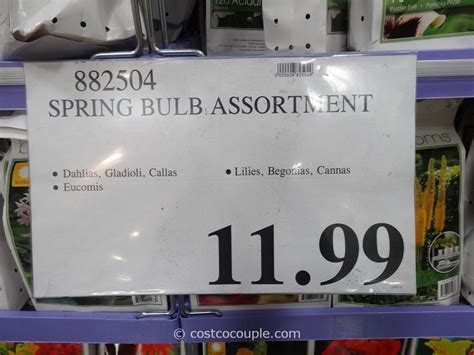 882504
SPRING BULB ASSORTMENT
• Dahlias, Gladioli, Callas
• Eucomis
• Lilies, Begonias, Cannas
11.99
© costcocouple.com